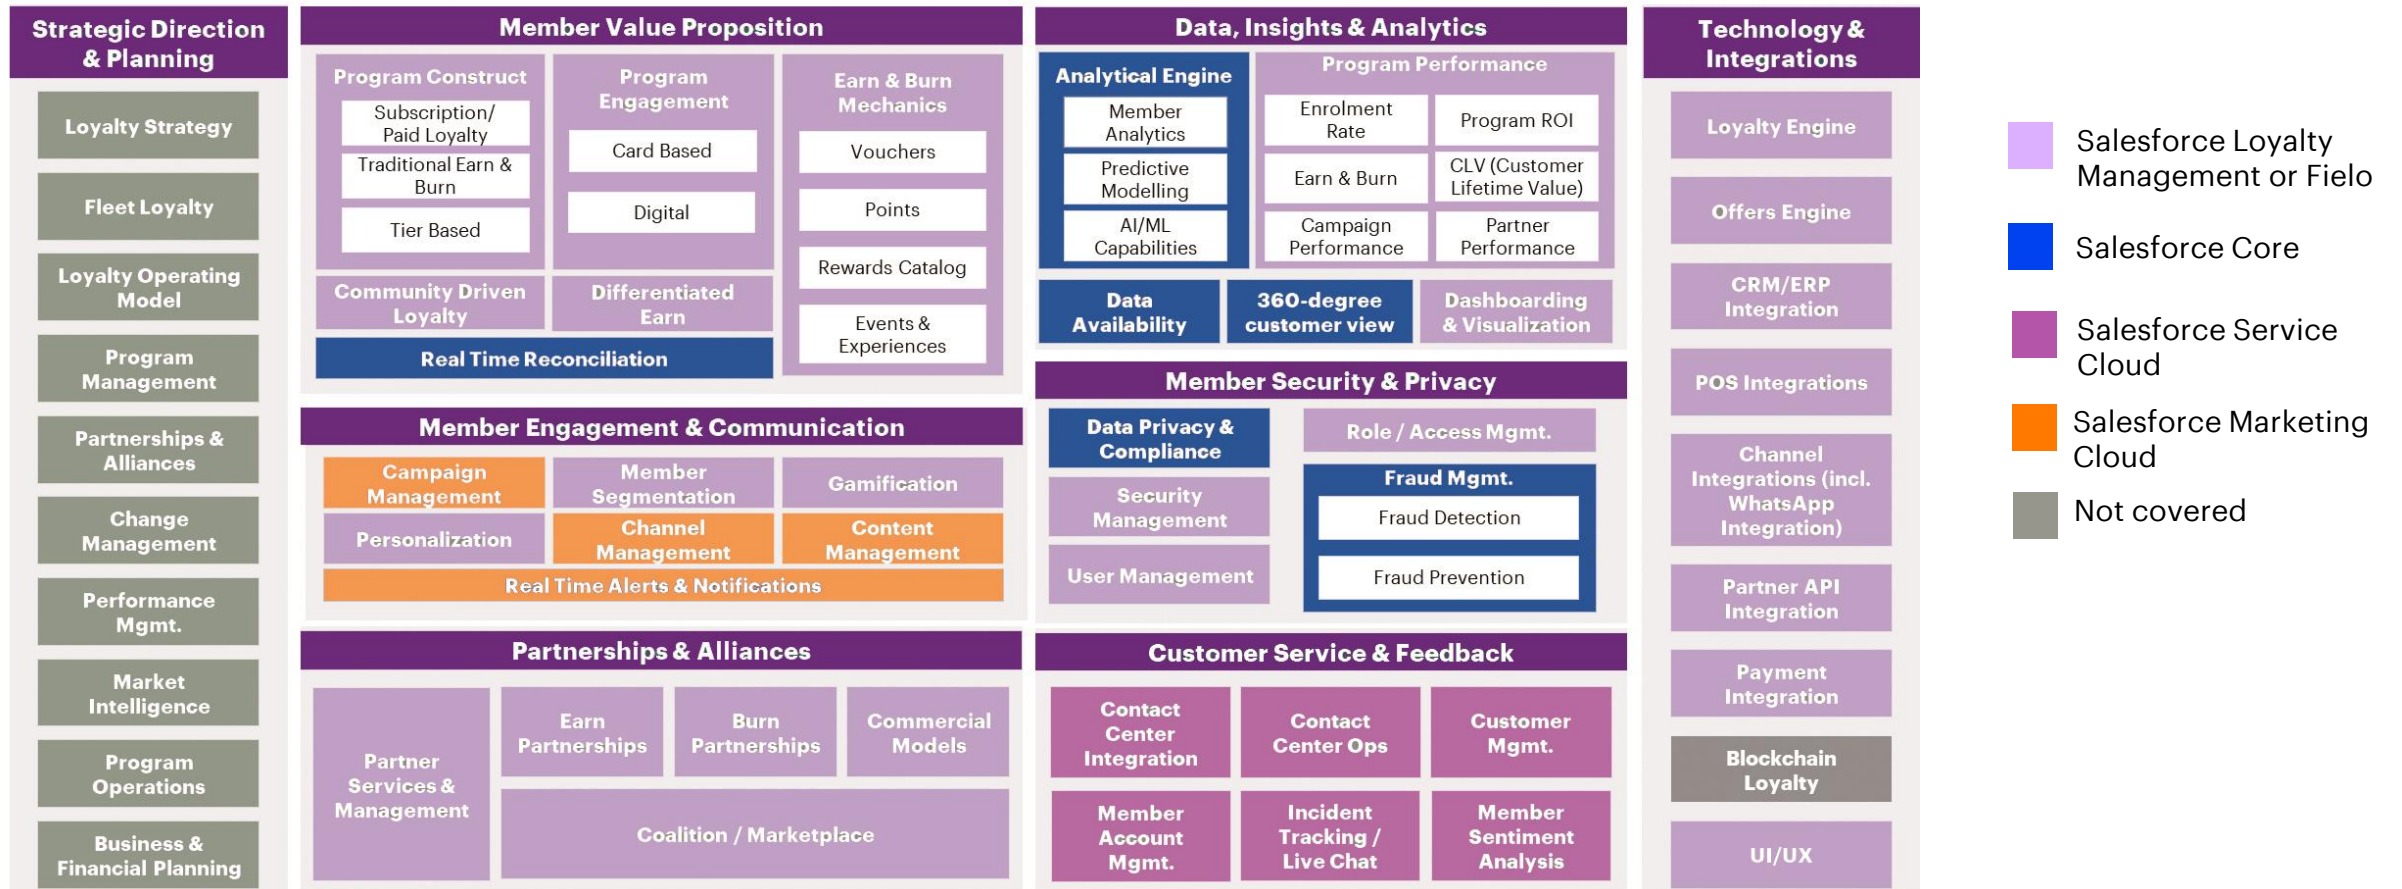 Strategic Direction
& Planning
Loyalty Strategy
Fleet Loyalty
Loyalty Operating
Model
Program
Management
Partnerships &
Alliances
Change
Management
Performance
Mgmt.
Market
Intelligence
Program
Operations
Business &
Financial Planning
Member Value Proposition
Program Construct
Subscription/
Paid Loyalty
Traditional Earn &
Burn
Tier Based
Program
Engagement
Card Based
Digital
Earn & Burn
Mechanics
Vouchers
Points
Rewards Catalog
Events &
Experiences
Community Driven
Loyalty
Differentiated
Earn
Real Time Reconciliation
Member Engagement & Communication
Campaign
Management
Member
Segmentation
Gamification
Personalization
Channel
Management
Content
Management
Real Time Alerts & Notifications
Partnerships & Alliances
Partner
Services &
Management
Earn
Partnerships
Burn
Partnerships
Commercial
Models
Coalition / Marketplace
Data, Insights & Analytics
Analytical Engine
Member
Analytics
Predictive
Modelling
AI/ML
Capabilities
Program Performance
Enrolment
Rate
Program ROI
Earn & Burn
CLV (Customer
Lifetime Value)
Campaign
Performance
Partner
Performance
Data
Availability
360-degree
customer view
Dashboarding
& Visualization
Member Security & Privacy
Data Privacy &
Compliance
Role / Access Mgmt.
Security
Management
User Management
Fraud Mgmt.
Fraud Detection
Fraud Prevention
Customer Service & Feedback
Contact
Center
Integration
Contact
Center Ops
Customer
Mgmt.
Member
Account
Mgmt.
Incident
Tracking /
Live Chat
Member
Sentiment
Analysis
Technology &
Integrations
Loyalty Engine
Offers Engine
CRM/ERP
Integration
POS Integrations
Channel
Integrations (incl.
WhatsApp
Integration)
Partner API
Integration
Payment
Integration
Blockchain
Loyalty
UI/UX
Salesforce Loyalty
Management or Fielo
Salesforce Core
Salesforce Service
Cloud
Salesforce Marketing
Cloud
Not covered